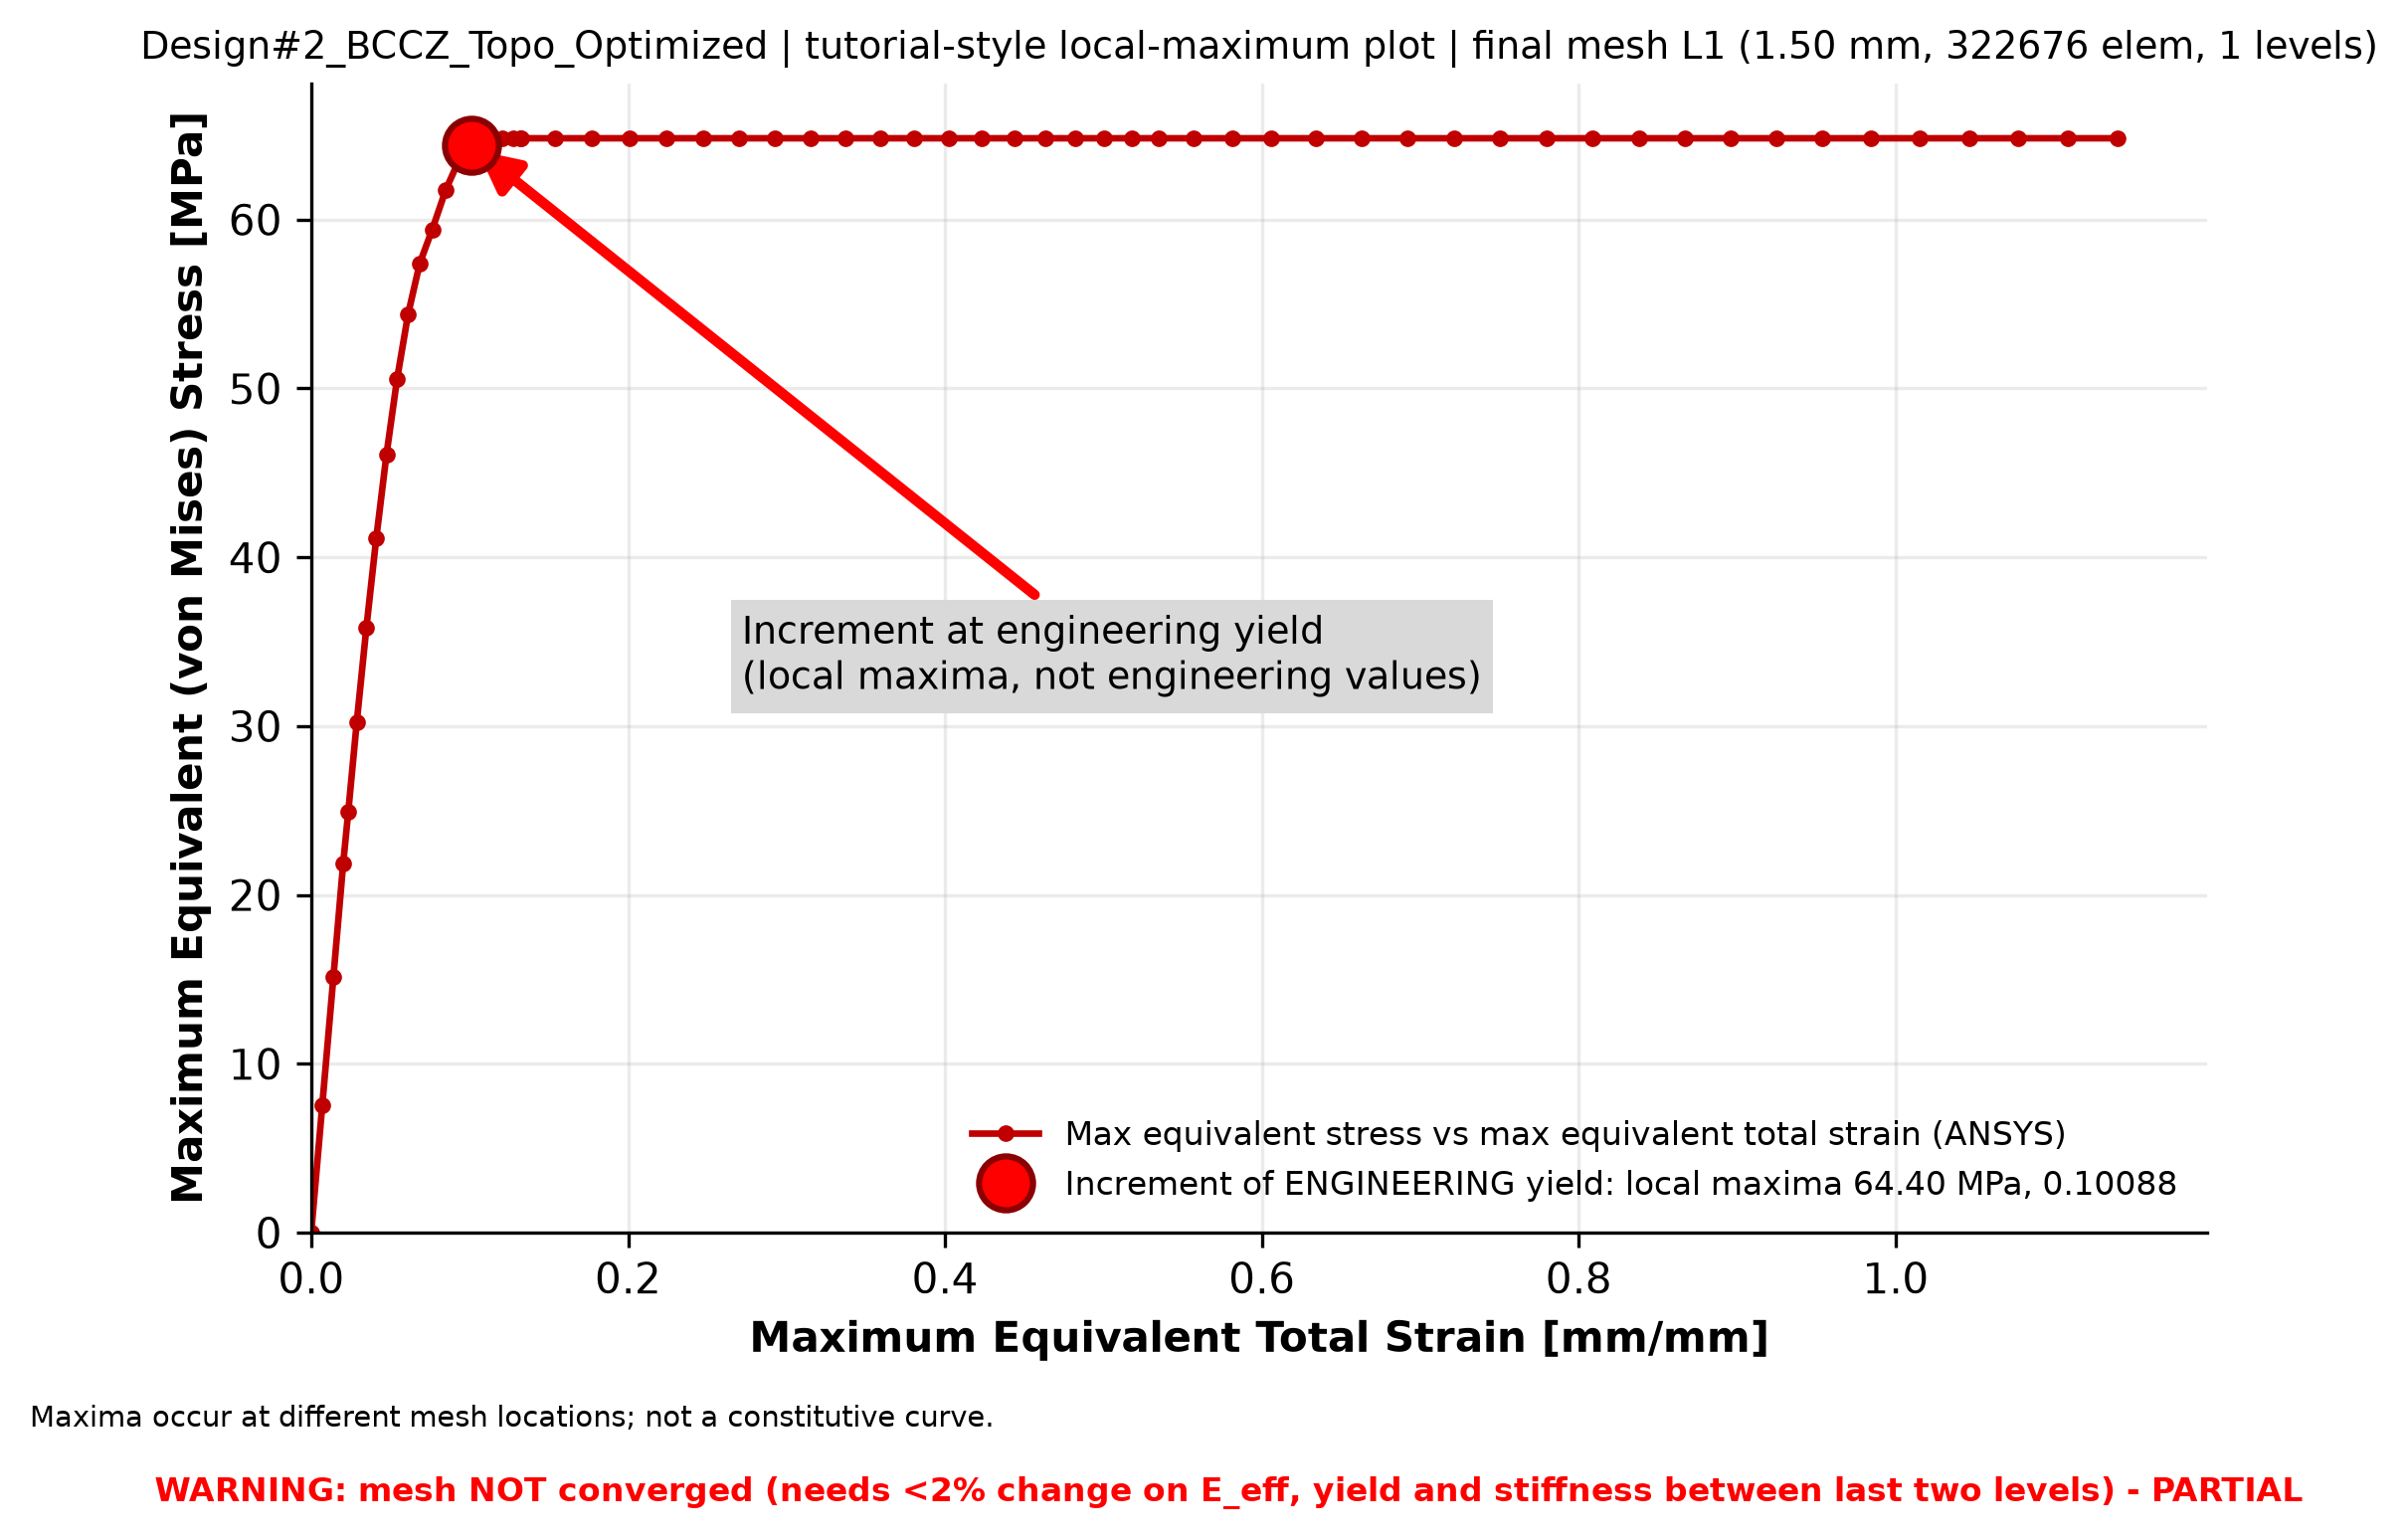 Design#2_BCCZ_Topo_Optimized | tutorial-style local-maximum plot | final mesh L1 (1.50 mm, 322676 elem, 1 levels)
Maximum Equivalent (von Mises) Stress [MPa]
60
50
40
30
20
10
0
Increment at engineering yield
(local maxima, not engineering values)
Max equivalent stress vs max equivalent total strain (ANSYS)
Increment of ENGINEERING yield: local maxima 64.40 MPa, 0.10088
0.0 0.2 0.4 0.6 0.8 1.0
Maximum Equivalent Total Strain [mm/mm]
Maxima occur at different mesh locations; not a constitutive curve.
WARNING: mesh NOT converged (needs <2% change on E_eff, yield and stiffness between last two levels) - PARTIAL